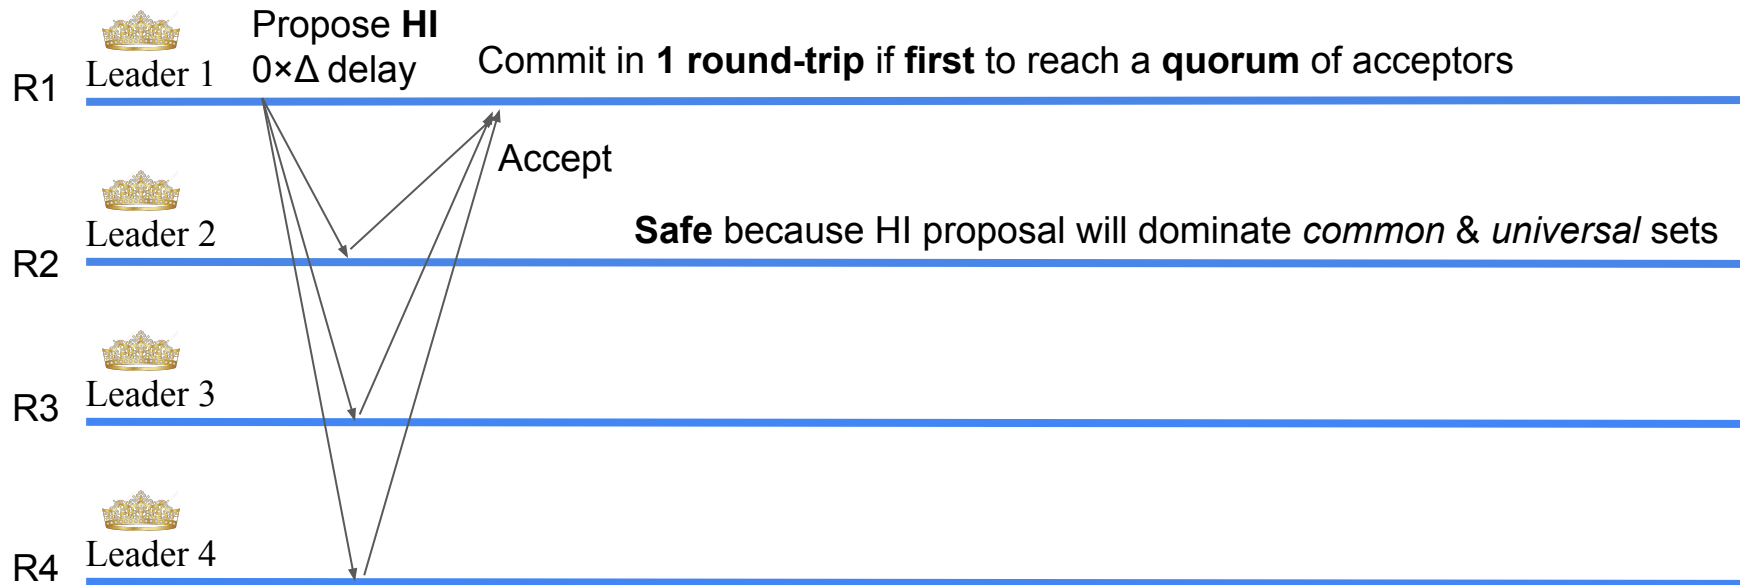 Propose HI
0×Δ delay
Commit in 1 round-trip if first to reach a quorum of acceptors
R1
Leader 1
Accept
Leader 2
Safe because HI proposal will dominate common & universal sets
R2
Leader 3
R3
Leader 4
R4